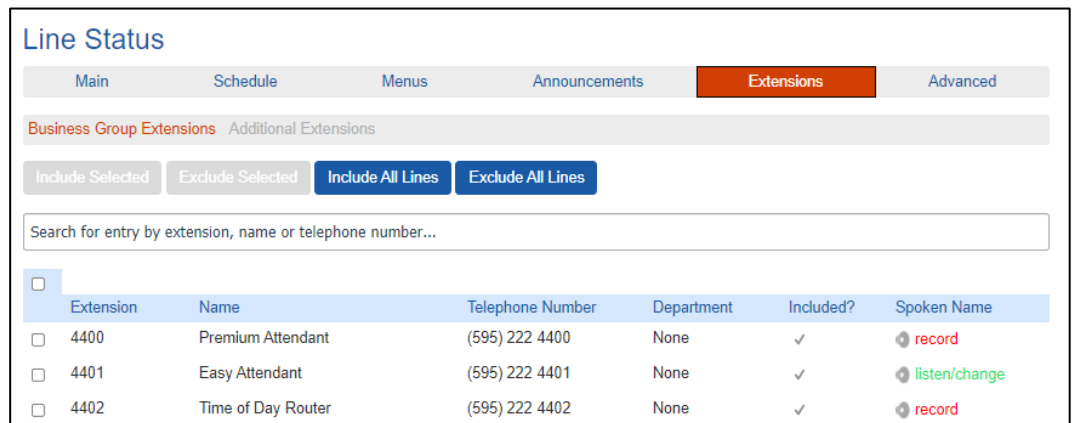 Line Status
Main Schedule Menus Announcements Extensions Advanced
Business Group Extensions Additional Extensions
Include Selected Exclude Selected Include All Lines Exclude All Lines
Search for entry by extension, name or telephone number...
Extension Name Telephone Number Department Included? Spoken Name
4400 Premium Attendant (595) 222 4400 None record
4401 Easy Attendant (595) 222 4401 None listen/change
4402 Time of Day Router (595) 222 4402 None record